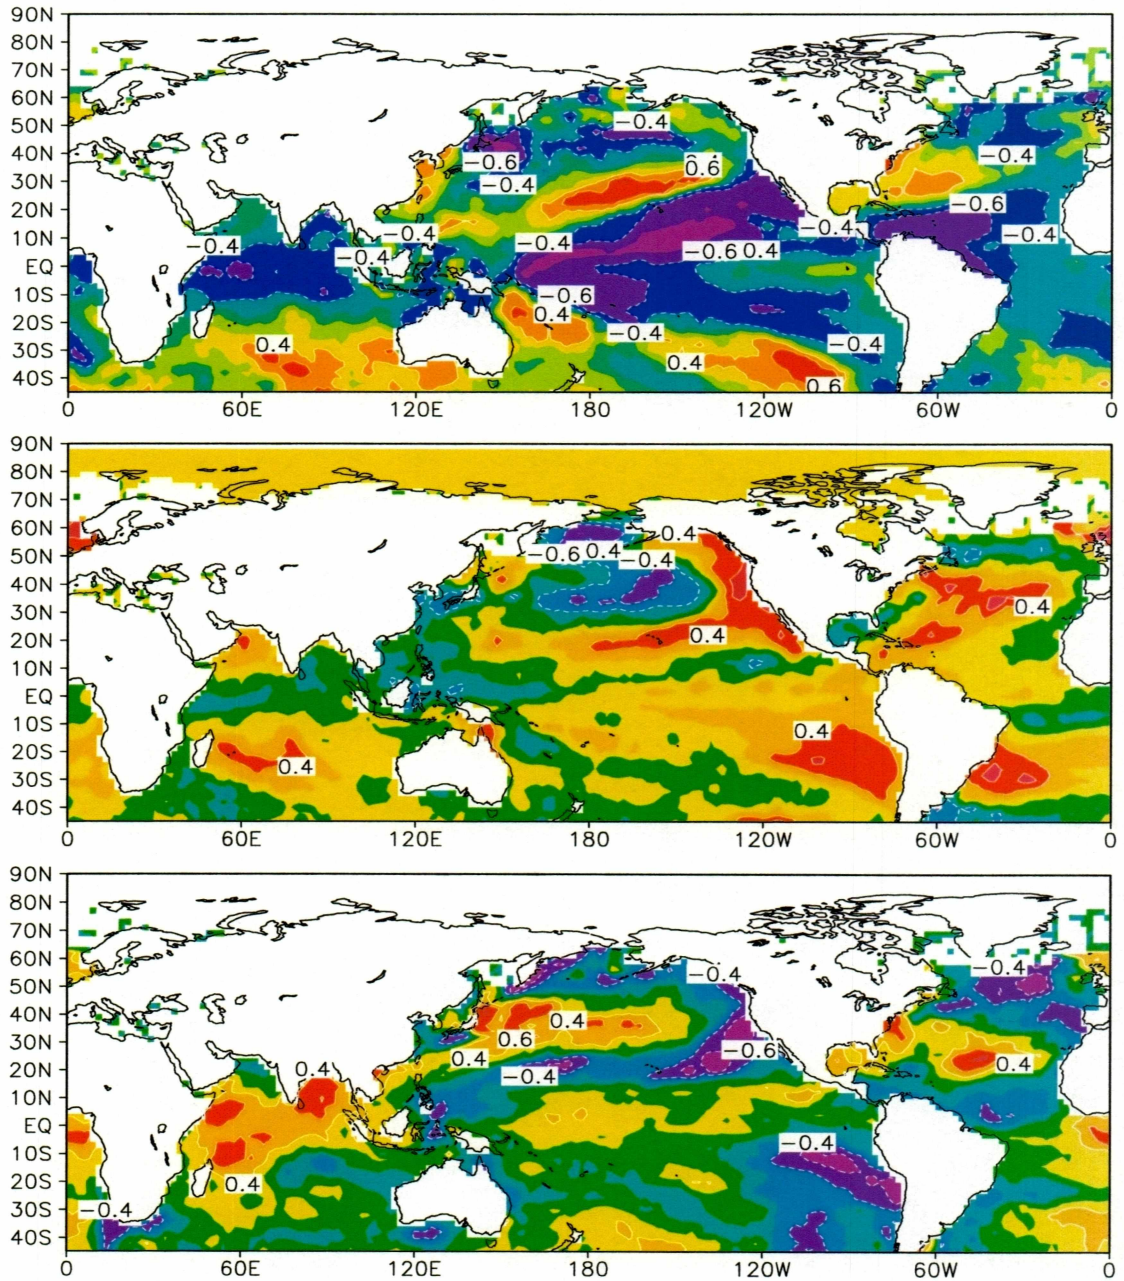 90N
80N
70N
60N
50N −0.4
40N −0.6 −0.4 0.6 −0.4
30N
20N −0.6
10N −0.4 −0.4 −0.4 −0.4 −0.4
EQ −0.4 −0.6 0.4
10S −0.6
20S 0.4 −0.4
30S 0.4 0.4 −0.4
40S 0.6
0 60E 120E 180 120W 60W 0
90N
80N
70N
60N 0.4
50N −0.6 0.4 −0.4
40N
30N 0.4
20N 0.4
10N
EQ
10S 0.4
20S 0.4
30S
40S
0 60E 120E 180 120W 60W 0
90N
80N
70N
60N −0.4 −0.4
50N
40N 0.4
30N 0.6 −0.6
20N 0.4 −0.4 0.4 0.4
10N
EQ
10S −0.4
20S 0.4
30S −0.4
40S
0 60E 120E 180 120W 60W 0